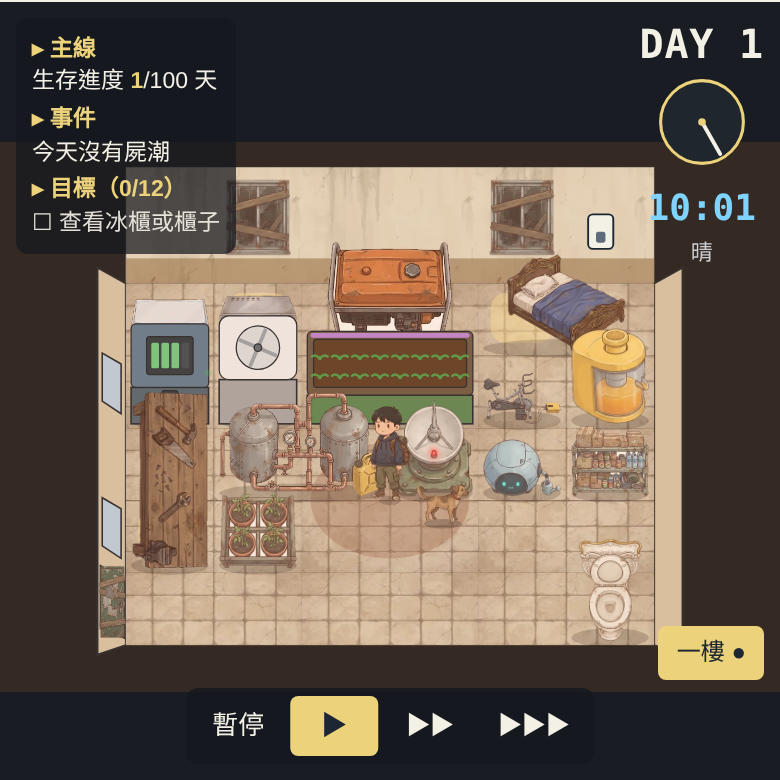 ▸ 主線
生存進度 1/100 天
▸ 事件
今天沒有屍潮
▸ 目標（0/12）
☐ 查看冰櫃或櫃子
DAY 1
10:01
晴
一樓 ●
暫停